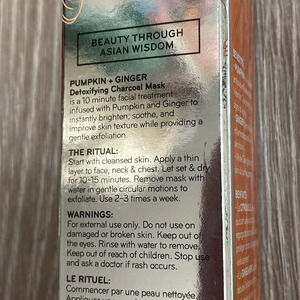 BEAUTY THROUGH
ASIAN WISDOM
PUMPKIN + GINGER
Detoxifying Charcoal Mask
is a 10 minute facial treatment
infused with Pumpkin and Ginger to
instantly brighten, soothe, and
improve skin texture while providing a
gentle exfoliation.
THE RITUAL:
Start with cleansed skin. Apply a thin
layer to face, neck & chest. Let set & dry
for 10-15 minutes. Remove mask with
water in gentle circular motions to
exfoliate. Use 2-3 times a week.
WARNINGS:
For external use only. Do not use on
damaged or broken skin. Keep out of
the eyes. Rinse with water to remove.
Keep out of reach of children. Stop use
and ask a doctor if rash occurs.
LE RITUEL:
Commencer par une peau nettoyée.